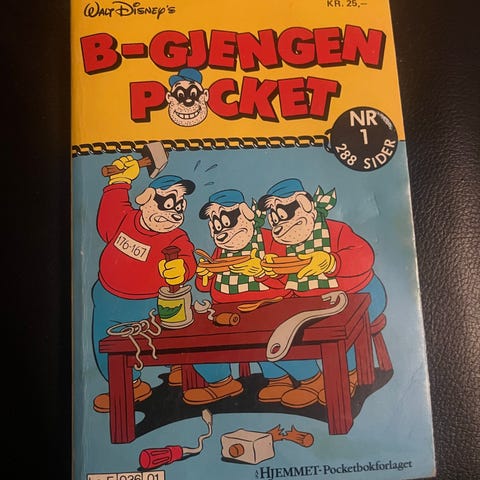 Walt Disney's
KR. 25,–
B-GJENGEN
POCKET
NR
1
288 SIDER
176-167
HJEMMET-Pocketbokforlaget